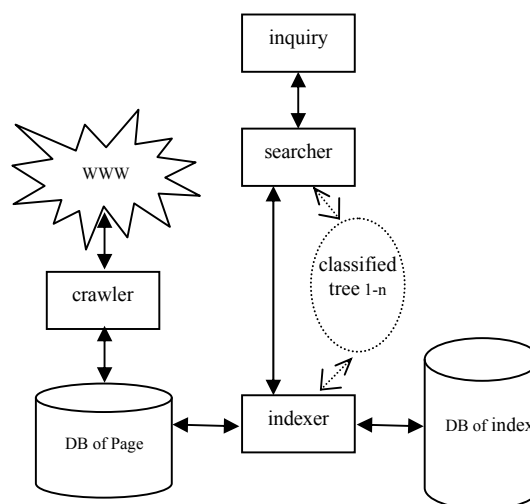 inquiry
searcher
WWW
classified
tree 1-n
crawler
indexer
DB of Page
DB of index